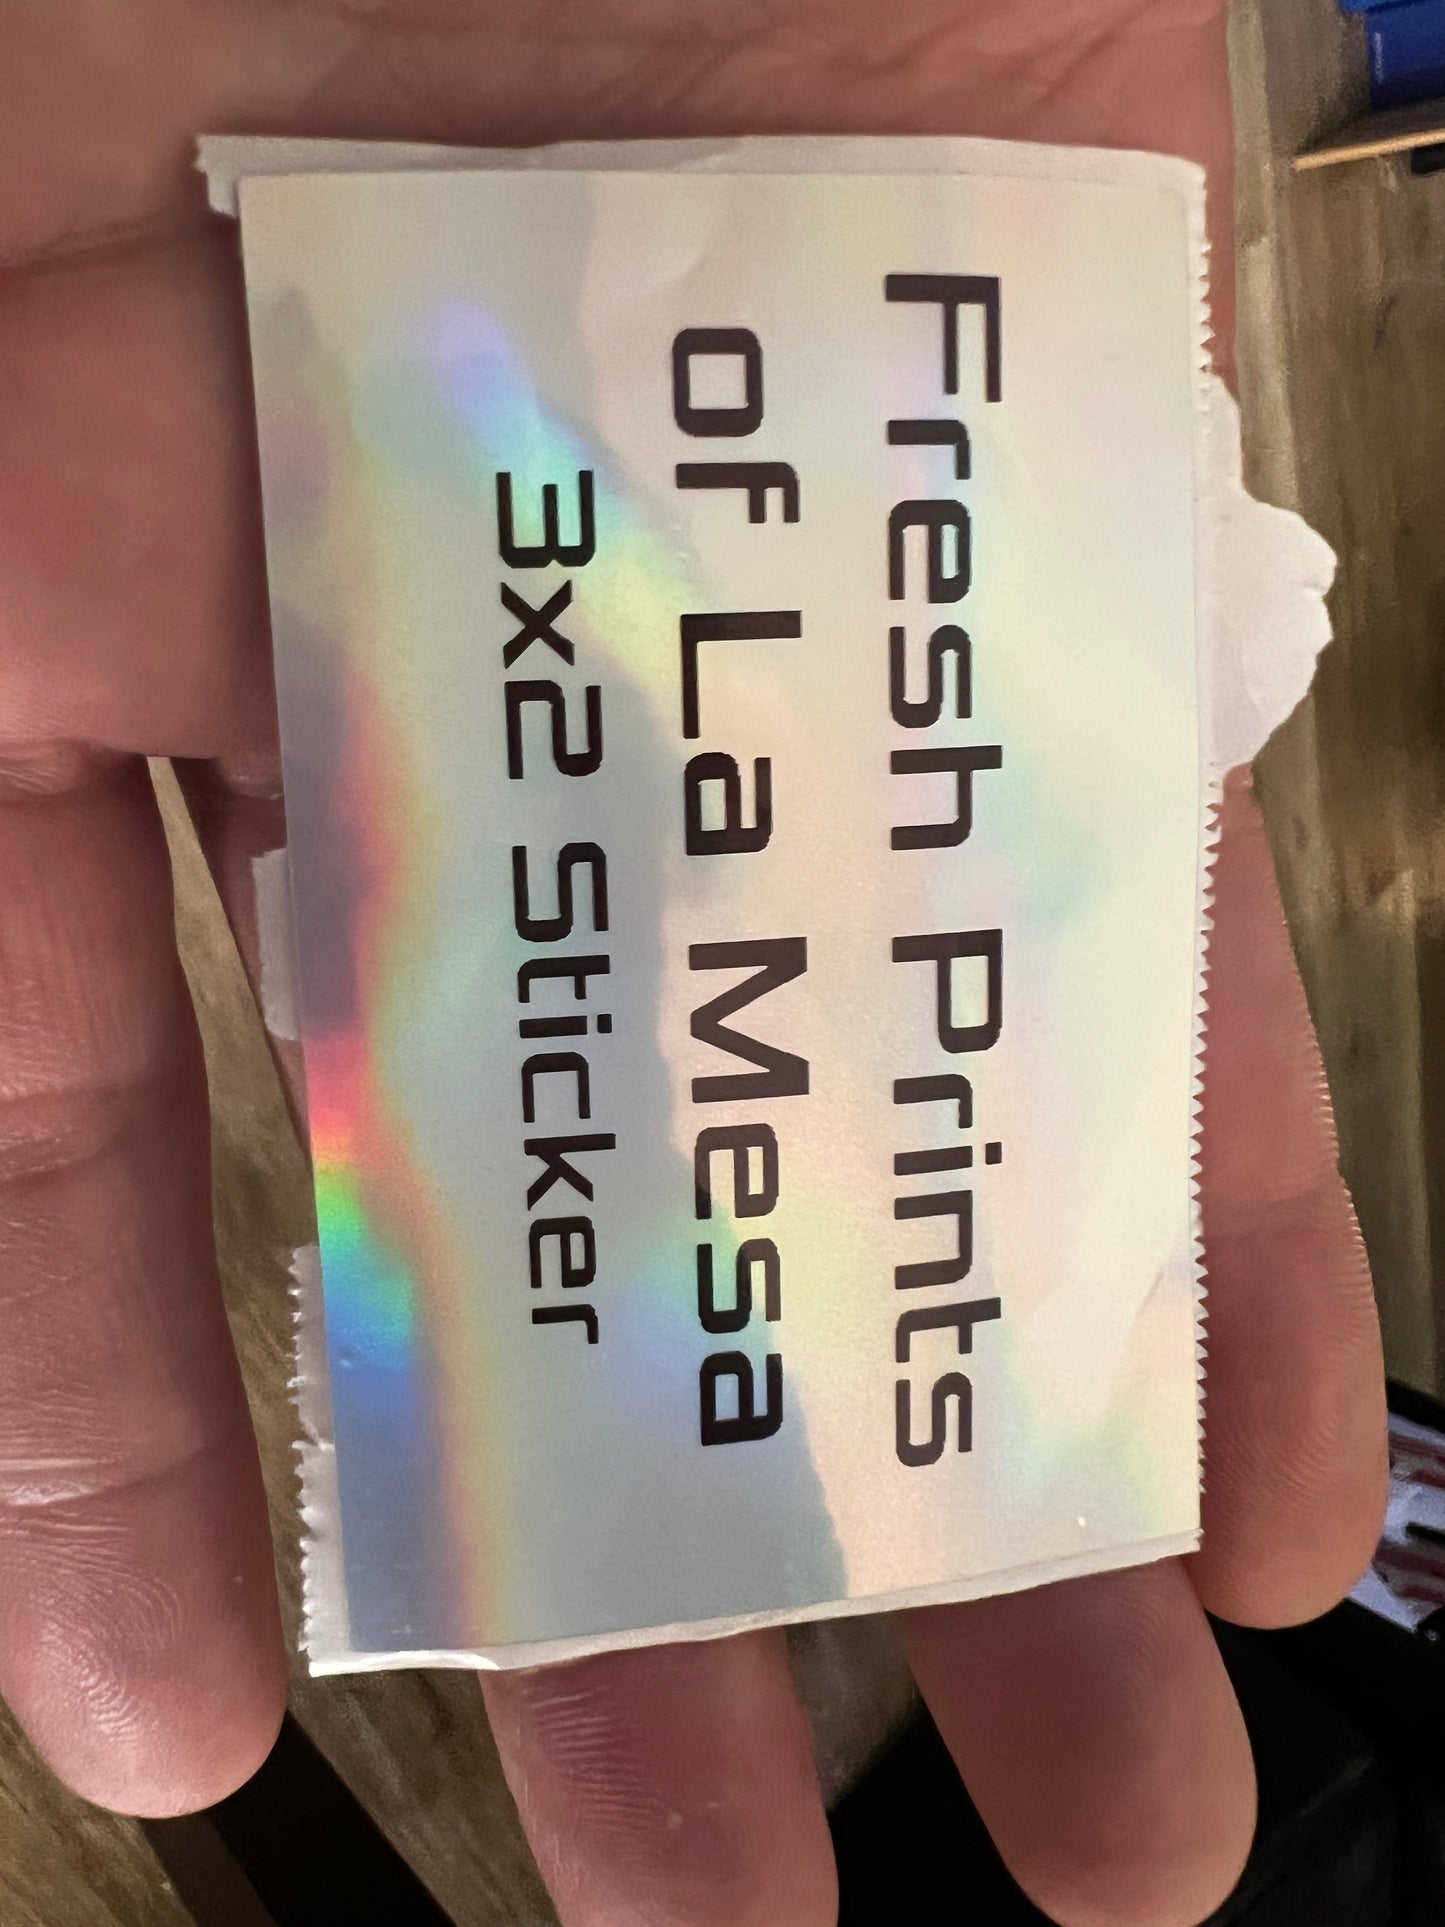 Fresh Prints
of La Mesa
3x2 Sticker